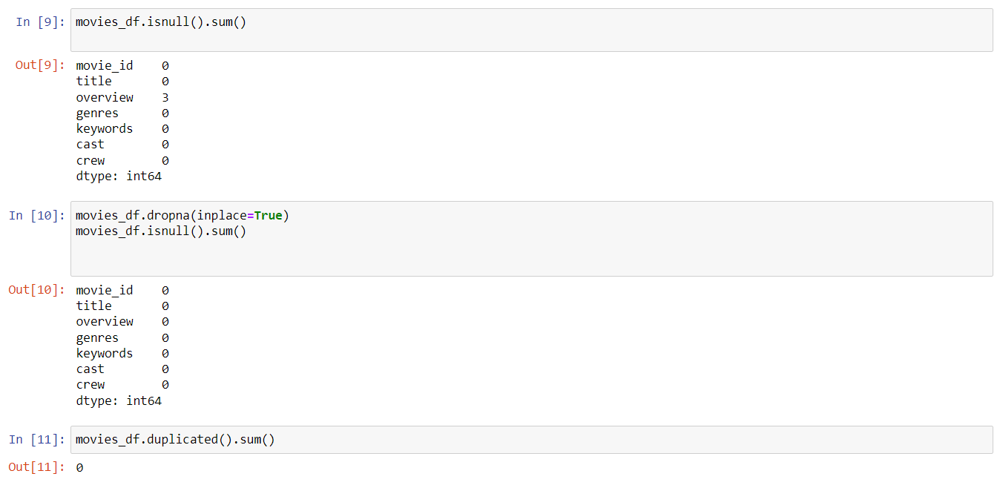 In [9]: movies_df.isnull().sum()
Out[9]: movie_id    0
title       0
overview    3
genres      0
keywords    0
cast        0
crew        0
dtype: int64
In [10]: movies_df.dropna(inplace=True)
movies_df.isnull().sum()
Out[10]: movie_id    0
title       0
overview    0
genres      0
keywords    0
cast        0
crew        0
dtype: int64
In [11]: movies_df.duplicated().sum()
Out[11]: 0